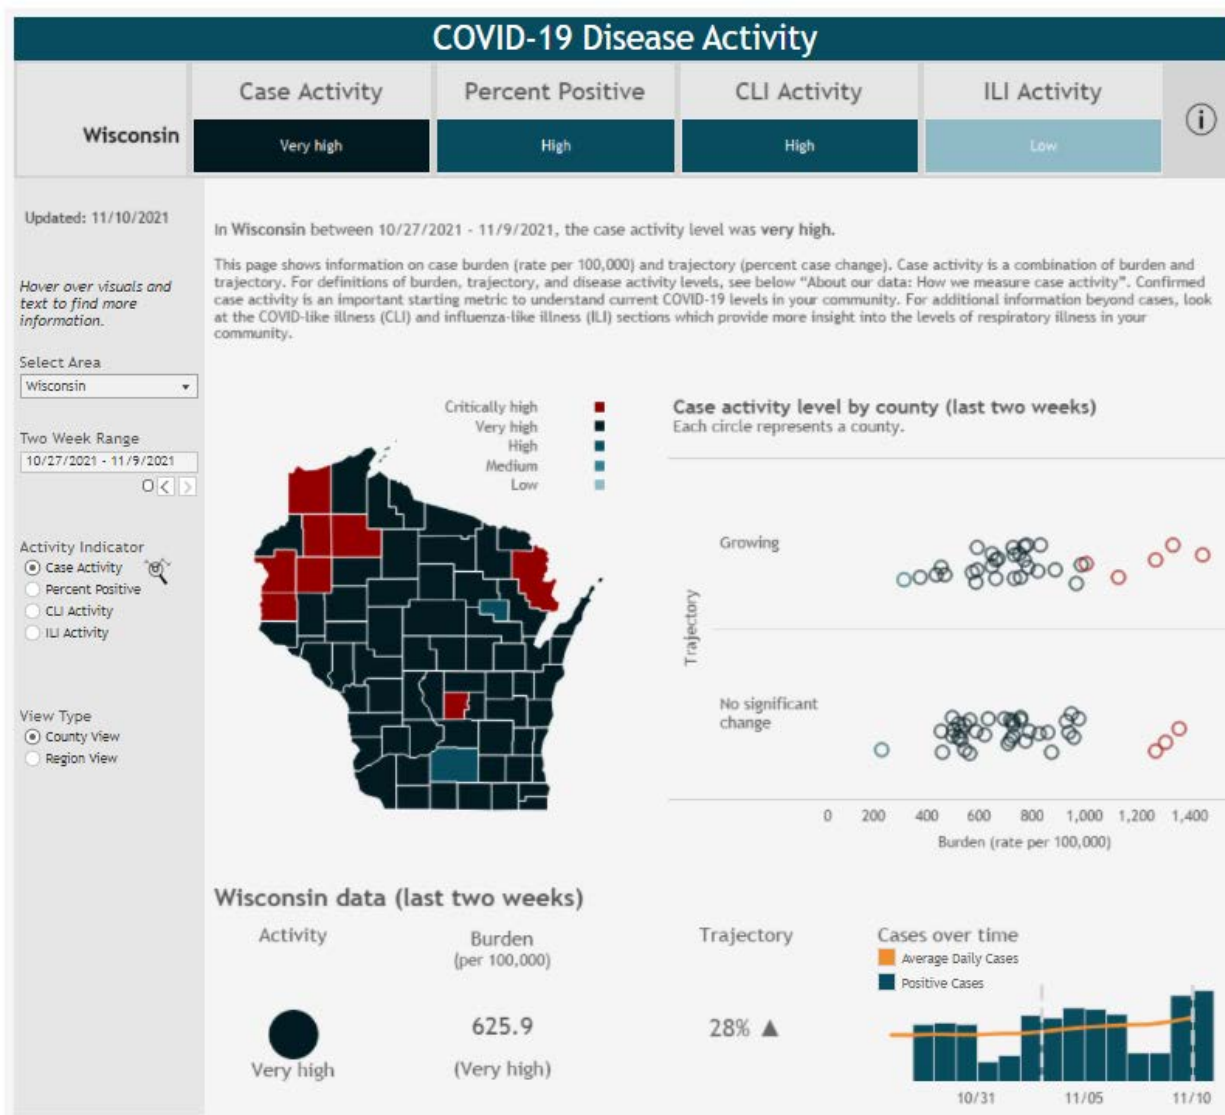 COVID-19 Disease Activity
Case Activity
Percent Positive
CLI Activity
ILI Activity
Wisconsin
Very high
High
High
Low
i
Updated: 11/10/2021
Hover over visuals and
text to find more
information.
Select Area
Wisconsin
Two Week Range
10/27/2021 - 11/9/2021
Activity Indicator
Case Activity
Percent Positive
CLI Activity
ILI Activity
View Type
County View
Region View
In Wisconsin between 10/27/2021 - 11/9/2021, the case activity level was very high.
This page shows information on case burden (rate per 100,000) and trajectory (percent case change). Case activity is a combination of burden and
trajectory. For definitions of burden, trajectory, and disease activity levels, see below “About our data: How we measure case activity”. Confirmed
case activity is an important starting metric to understand current COVID-19 levels in your community. For additional information beyond cases, look
at the COVID-like illness (CLI) and influenza-like illness (ILI) sections which provide more insight into the levels of respiratory illness in your
community.
Critically high
Very high
High
Medium
Low
Case activity level by county (last two weeks)
Each circle represents a county.
Trajectory
Growing
No significant
change
0 200 400 600 800 1,000 1,200 1,400
Burden (rate per 100,000)
Wisconsin data (last two weeks)
Activity
Very high
Burden
(per 100,000)
625.9
(Very high)
Trajectory
28% ▲
Cases over time
Average Daily Cases
Positive Cases
10/31 11/05 11/10